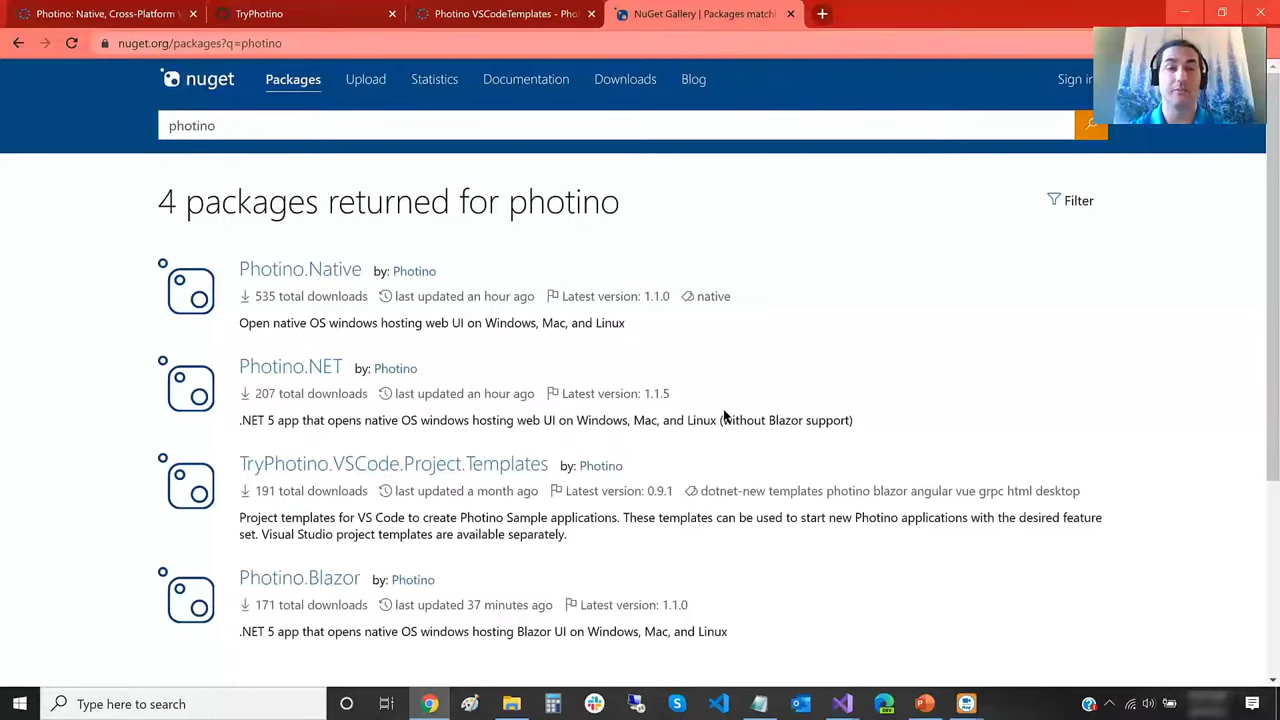 Photino: Native, Cross-Platform
TryPhotino
Photino VSCodeTemplates - Pho
NuGet Gallery | Packages match
nuget.org/packages?q=photino
nuget
Packages
Upload
Statistics
Documentation
Downloads
Blog
Sign in
photino
4 packages returned for photino
Filter
Photino.Native by: Photino
535 total downloads last updated an hour ago Latest version: 1.1.0 native
Open native OS windows hosting web UI on Windows, Mac, and Linux
Photino.NET by: Photino
207 total downloads last updated an hour ago Latest version: 1.1.5
.NET 5 app that opens native OS windows hosting web UI on Windows, Mac, and Linux (without Blazor support)
TryPhotino.VSCode.Project.Templates by: Photino
191 total downloads last updated a month ago Latest version: 0.9.1 dotnet-new templates photino blazor angular vue grpc html desktop
Project templates for VS Code to create Photino Sample applications. These templates can be used to start new Photino applications with the desired feature
set. Visual Studio project templates are available separately.
Photino.Blazor by: Photino
171 total downloads last updated 37 minutes ago Latest version: 1.1.0
.NET 5 app that opens native OS windows hosting Blazor UI on Windows, Mac, and Linux
Type here to search